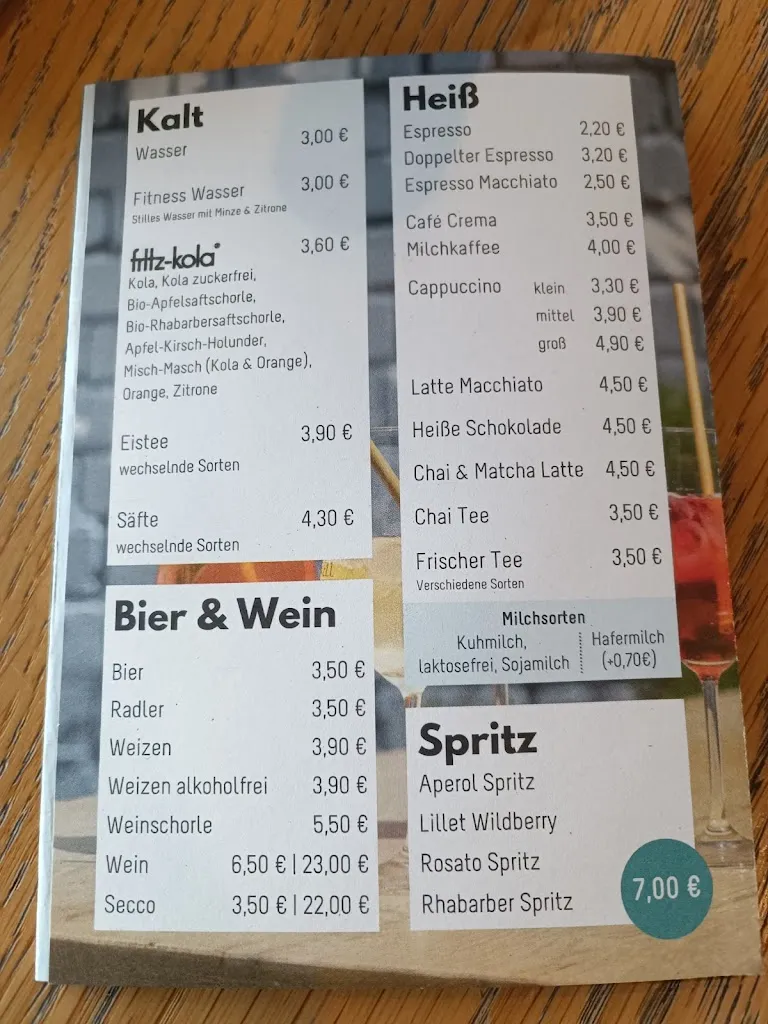 Kalt
Wasser 3,00 €
Fitness Wasser 3,00 €
Stilles Wasser mit Minze & Zitrone
fritz-kola® 3,60 €
Kola, Kola zuckerfrei,
Bio-Apfelsaftschorle,
Bio-Rhabarbersaftschorle,
Apfel-Kirsch-Holunder,
Misch-Masch (Kola & Orange),
Orange, Zitrone
Eistee 3,90 €
wechselnde Sorten
Säfte 4,30 €
wechselnde Sorten
Bier & Wein
Bier 3,50 €
Radler 3,50 €
Weizen 3,90 €
Weizen alkoholfrei 3,90 €
Weinschorle 5,50 €
Wein 6,50 € | 23,00 €
Secco 3,50 € | 22,00 €
Heiß
Espresso 2,20 €
Doppelter Espresso 3,20 €
Espresso Macchiato 2,50 €
Café Crema 3,50 €
Milchkaffee 4,00 €
Cappuccino klein 3,30 €
mittel 3,90 €
groß 4,90 €
Latte Macchiato 4,50 €
Heiße Schokolade 4,50 €
Chai & Matcha Latte 4,50 €
Chai Tee 3,50 €
Frischer Tee 3,50 €
Verschiedene Sorten
Milchsorten
Kuhmilch, Hafermilch
laktosefrei, Sojamilch (+0,70€)
Spritz
Aperol Spritz
Lillet Wildberry
Rosato Spritz
Rhabarber Spritz
7,00 €